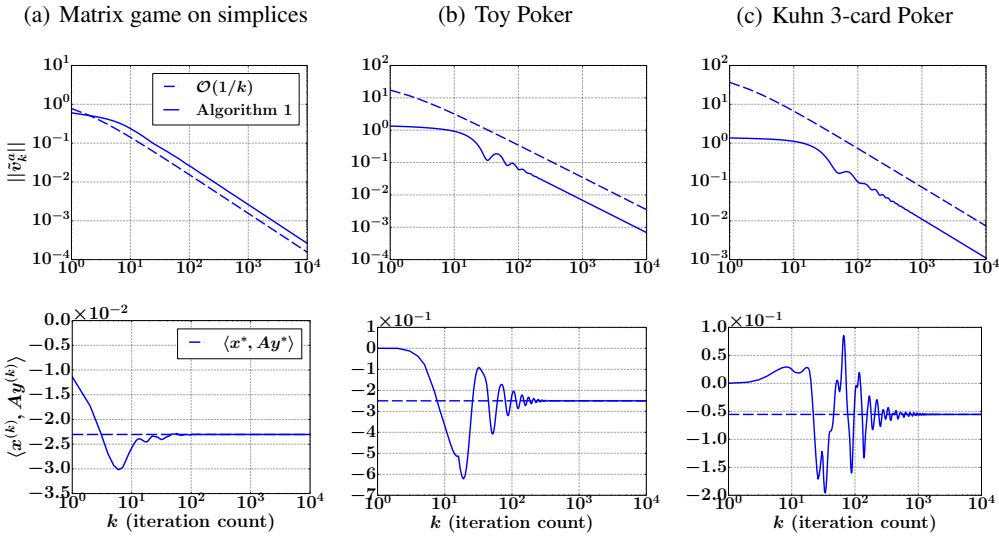 (a) Matrix game on simplices
(b) Toy Poker
(c) Kuhn 3-card Poker
||ṽ_k^a||
10^1
10^0
10^−1
10^−2
10^−3
10^−4
10^0 10^1 10^2 10^3 10^4
O(1/k)
Algorithm 1
10^2
10^1
10^0
10^−1
10^−2
10^−3
10^−4
10^0 10^1 10^2 10^3 10^4
10^2
10^1
10^0
10^−1
10^−2
10^−3
10^0 10^1 10^2 10^3 10^4
⟨x^(k), Ay^(k)⟩
×10^−2
0.0
−0.5
−1.0
−1.5
−2.0
−2.5
−3.0
−3.5
10^0 10^1 10^2 10^3 10^4
k (iteration count)
⟨x*, Ay*⟩
×10^−1
1
0
−1
−2
−3
−4
−5
−6
−7
10^0 10^1 10^2 10^3 10^4
k (iteration count)
×10^−1
1.0
0.5
0.0
−0.5
−1.0
−1.5
−2.0
10^0 10^1 10^2 10^3 10^4
k (iteration count)